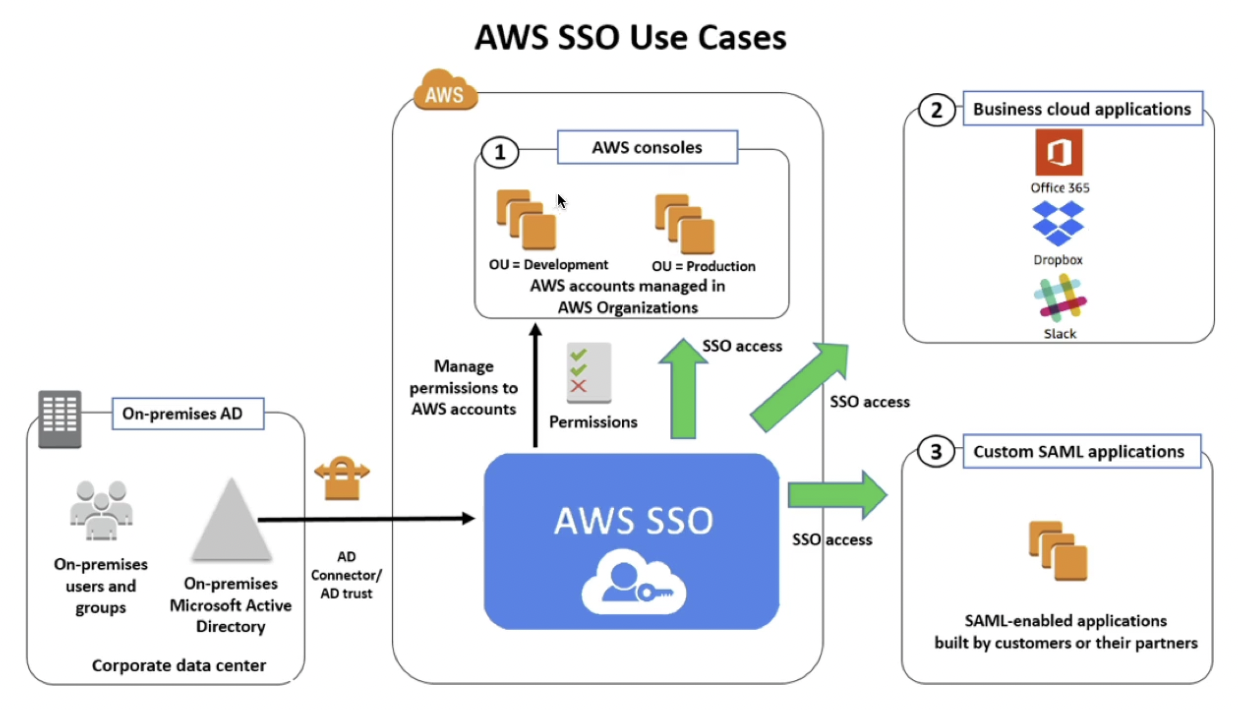 AWS SSO Use Cases
AWS
1
AWS consoles
OU = Development
OU = Production
AWS accounts managed in
AWS Organizations
2
Business cloud applications
Office 365
Dropbox
Slack
Manage
permissions to
AWS accounts
Permissions
SSO access
SSO access
On-premises AD
On-premises
users and
groups
On-premises
Microsoft Active
Directory
Corporate data center
AD
Connector/
AD trust
AWS SSO
SSO access
3
Custom SAML applications
SAML-enabled applications
built by customers or their partners